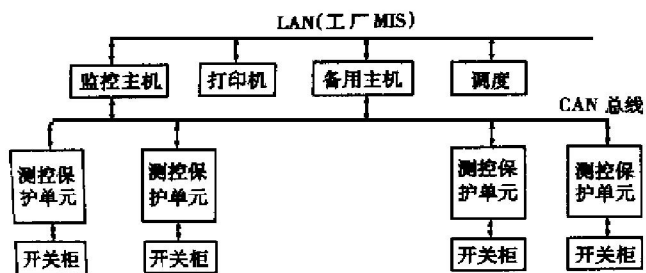 LAN(工厂MIS)
监控主机 打印机 备用主机 调度
CAN 总线
测控保 测控保 测控保 测控保
护单元 护单元 护单元 护单元
开关柜 开关柜 开关柜 开关柜